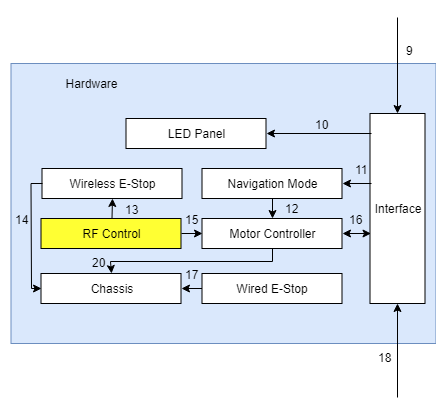 9
Hardware
10
LED Panel
11
Wireless E-Stop
Navigation Mode
14
13
12
Interface
15
16
RF Control
Motor Controller
20
17
Chassis
Wired E-Stop
18